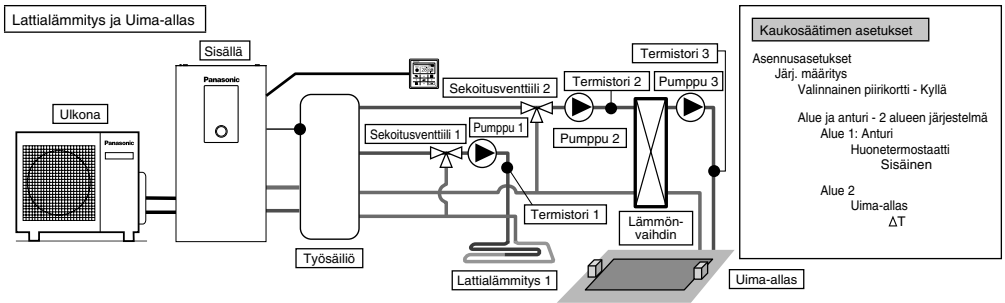 Lattialämmitys ja Uima-allas
Sisällä
Panasonic
Ulkona
Panasonic
Sekoitusventtiili 1
Pumppu 1
Sekoitusventtiili 2
Termistori 2
Pumppu 2
Termistori 3
Pumppu 3
Termistori 1
Lämmön-
vaihdin
Työsäiliö
Lattialämmitys 1
Uima-allas
Kaukosäätimen asetukset
Asennusasetukset
Järj. määritys
Valinnainen piirikortti - Kyllä
Alue ja anturi - 2 alueen järjestelmä
Alue 1: Anturi
Huonetermostaatti
Sisäinen
Alue 2
Uima-allas
ΔT